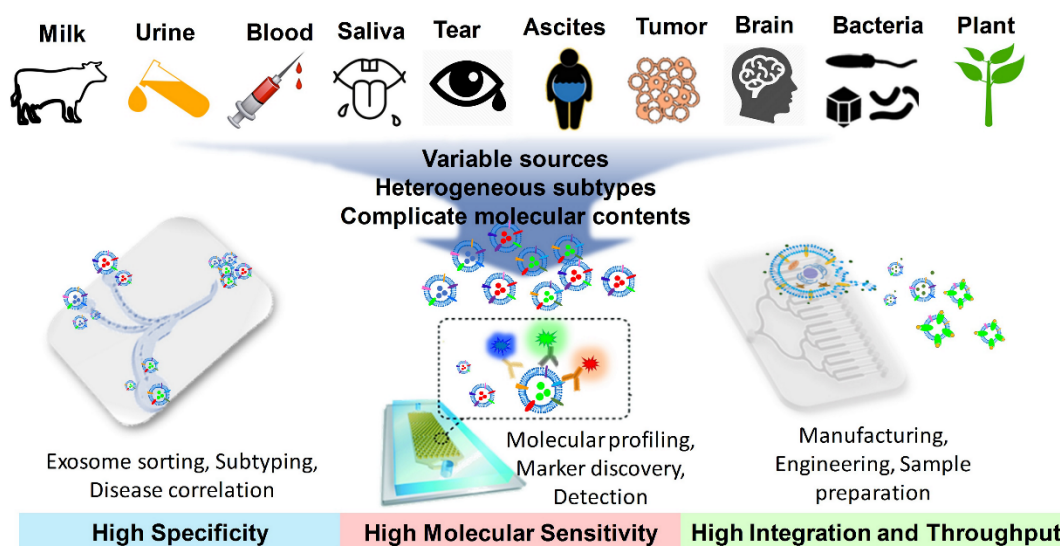 Milk
Urine
Blood
Saliva
Tear
Ascites
Tumor
Brain
Bacteria
Plant
Variable sources
Heterogeneous subtypes
Complicate molecular contents
Exosome sorting, Subtyping,
Disease correlation
Molecular profiling,
Marker discovery,
Detection
Manufacturing,
Engineering, Sample
preparation
High Specificity
High Molecular Sensitivity
High Integration and Throughput